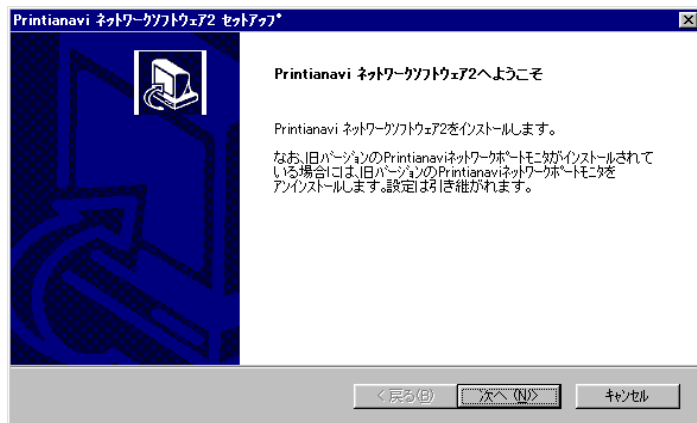 Printianavi ﾈｯﾄﾜｰｸｿﾌﾄｳｪｱ2 ｾｯﾄｱｯﾌﾟ
Printianavi ﾈｯﾄﾜｰｸｿﾌﾄｳｪｱ2へようこそ
Printianavi ﾈｯﾄﾜｰｸｿﾌﾄｳｪｱ2をｲﾝｽﾄｰﾙします。
なお、旧ﾊﾞｰｼﾞｮﾝのPrintianaviﾈｯﾄﾜｰｸﾎﾟｰﾄﾓﾆﾀがｲﾝｽﾄｰﾙされて
いる場合には、旧ﾊﾞｰｼﾞｮﾝのPrintianaviﾈｯﾄﾜｰｸﾎﾟｰﾄﾓﾆﾀを
ｱﾝｲﾝｽﾄｰﾙします。設定は引き継がれます。
< 戻る(B) 次へ (N)> ｷｬﾝｾﾙ